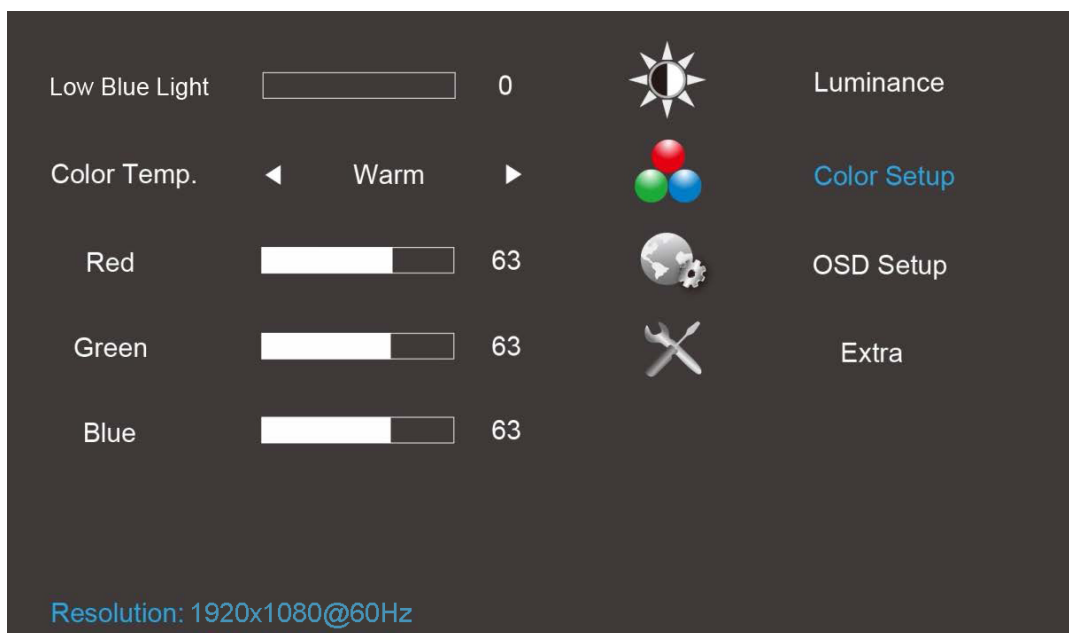 Low Blue Light 0 Luminance
Color Temp. Warm Color Setup
Red 63 OSD Setup
Green 63 Extra
Blue 63
Resolution: 1920x1080@60Hz